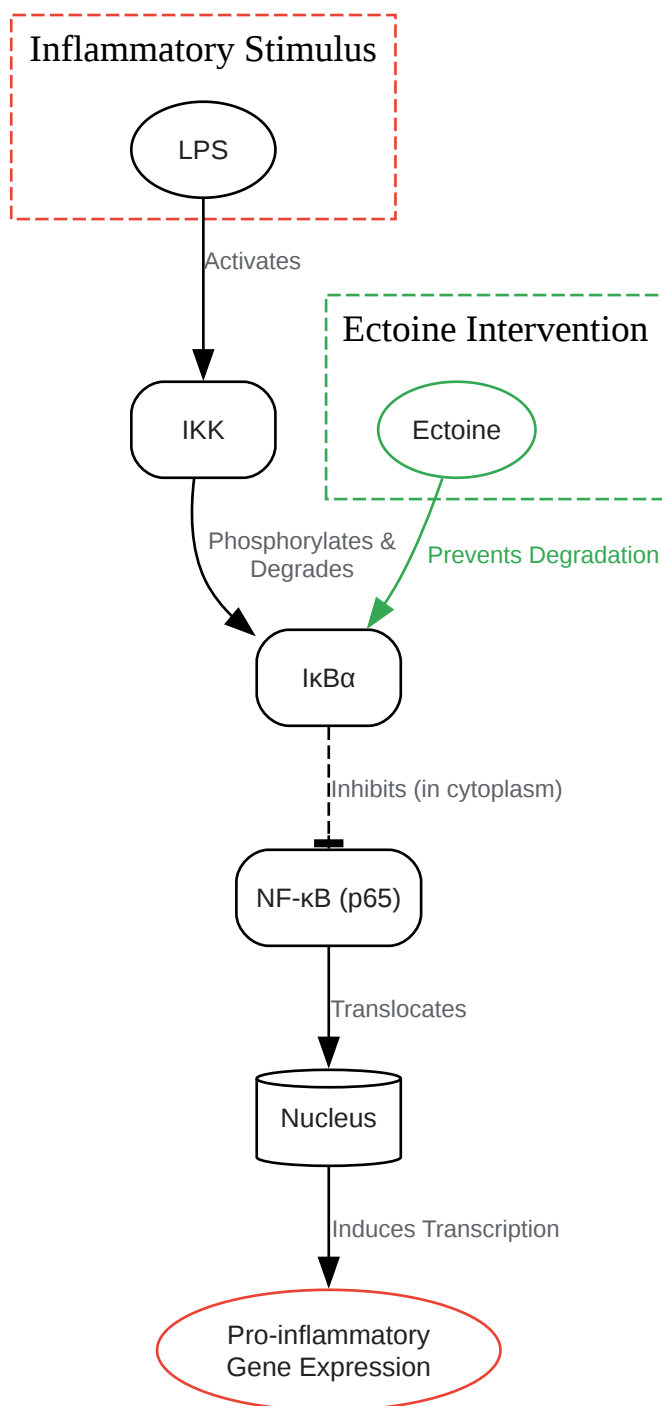 Inflammatory Stimulus
LPS
Activates
Ectoine Intervention
IKK
Ectoine
Phosphorylates &
Degrades
Prevents Degradation
IκBα
Inhibits (in cytoplasm)
NF-κB (p65)
Translocates
Nucleus
Induces Transcription
Pro-inflammatory
Gene Expression